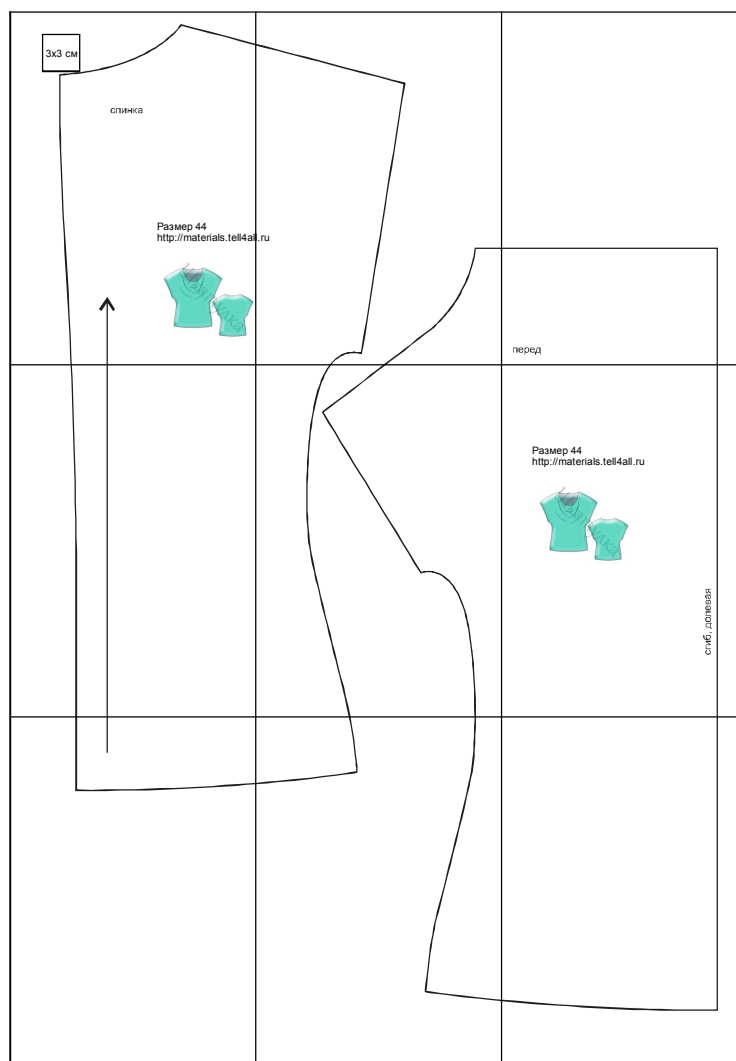 3x3 см
спинка
Размер 44
http://materials.tell4all.ru
перед
Размер 44
http://materials.tell4all.ru
сгиб, долевая